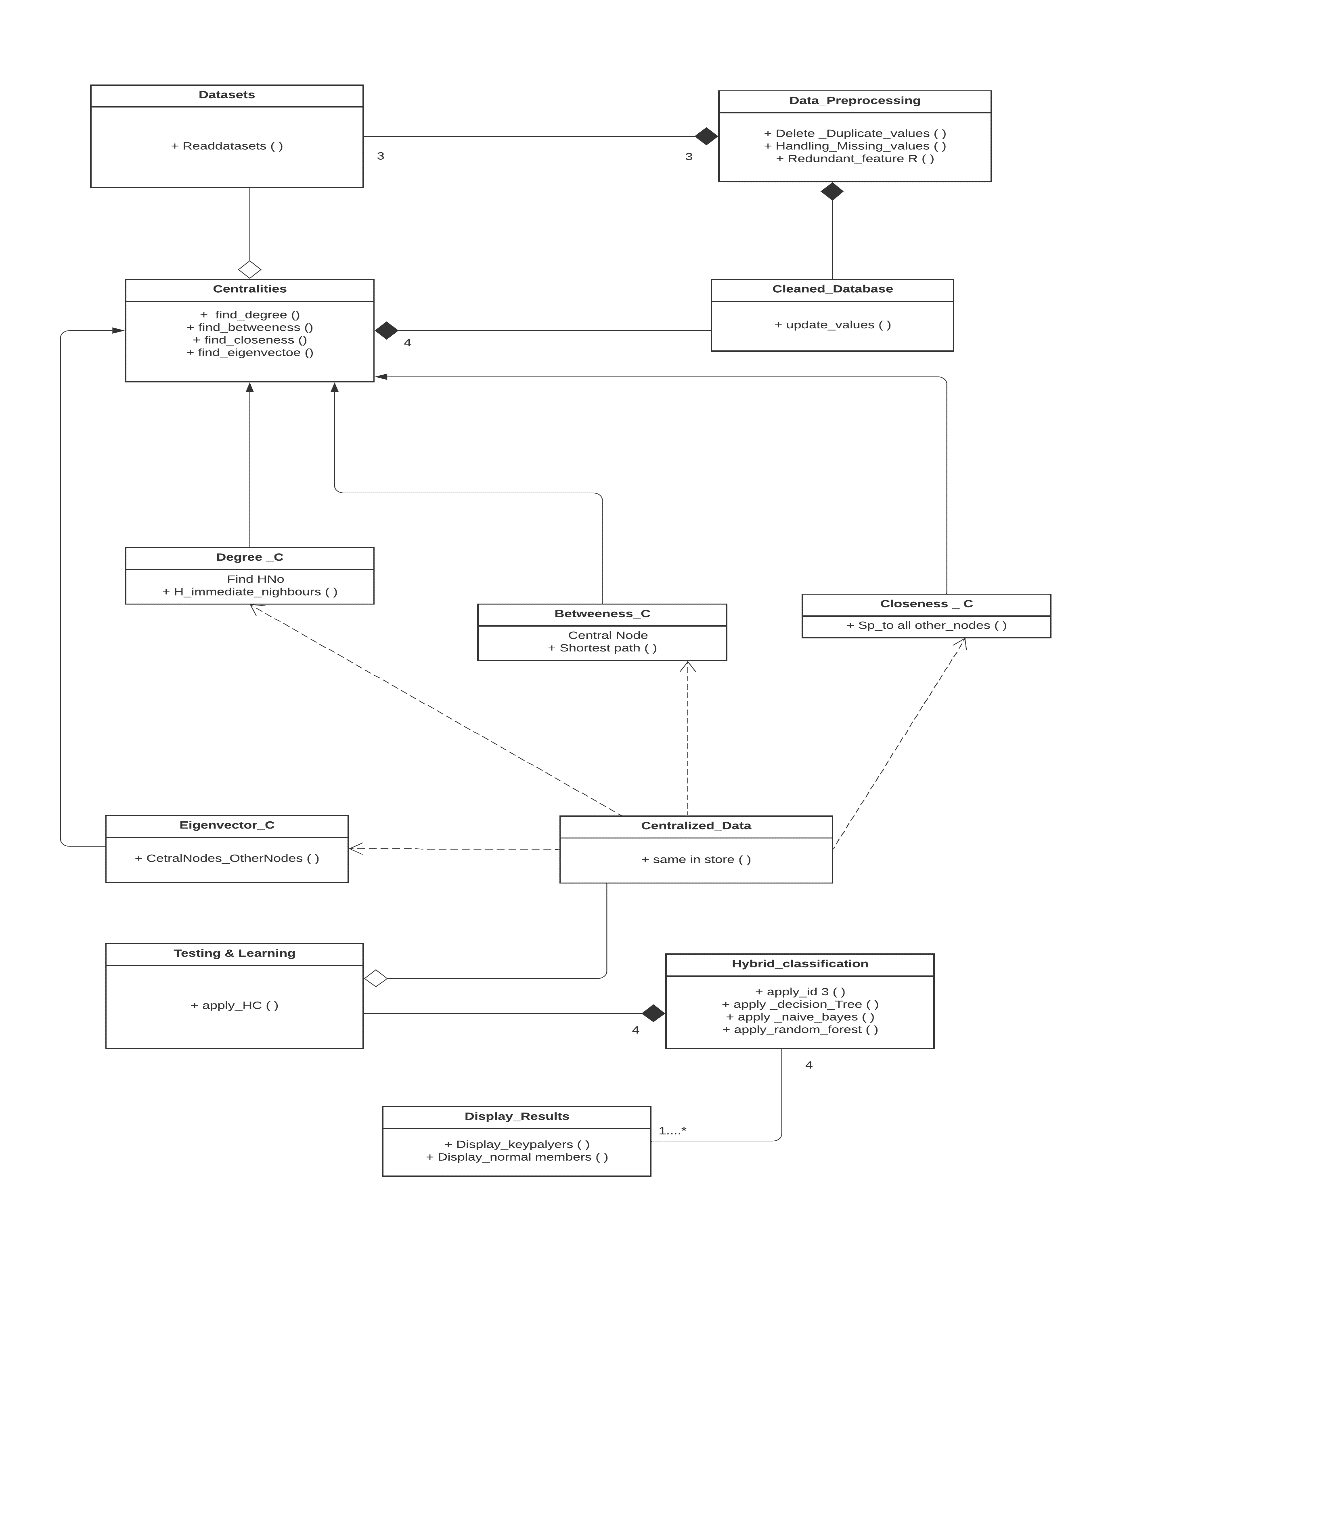 Datasets
+ Readdatasets ( )
Data_Preprocessing
+ Delete _Duplicate_values ( )
+ Handling_Missing_values ( )
+ Redundant_feature R ( )
3
3
Centralities
+ find_degree ()
+ find_betweeness ()
+ find_closeness ()
+ find_eigenvectoe ()
4
Cleaned_Database
+ update_values ( )
Degree _C
Find HNo
+ H_immediate_nighbours ( )
Betweeness_C
Central Node
+ Shortest path ( )
Closeness _ C
+ Sp_to all other_nodes ( )
Eigenvector_C
+ CetralNodes_OtherNodes ( )
Centralized_Data
+ same in store ( )
Testing & Learning
+ apply_HC ( )
4
Hybrid_classification
+ apply_id 3 ( )
+ apply _decision_Tree ( )
+ apply _naive_bayes ( )
+ apply_random_forest ( )
4
Display_Results
+ Display_keypalyers ( )
+ Display_normal members ( )
1....*